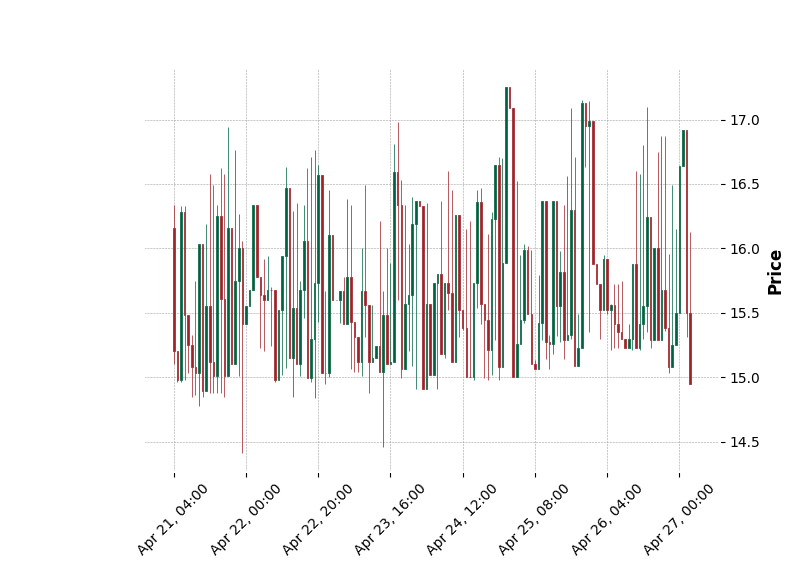 17.0
16.5
16.0
15.5
15.0
14.5
Price
Apr 21, 04:00
Apr 22, 00:00
Apr 22, 20:00
Apr 23, 16:00
Apr 24, 12:00
Apr 25, 08:00
Apr 26, 04:00
Apr 27, 00:00